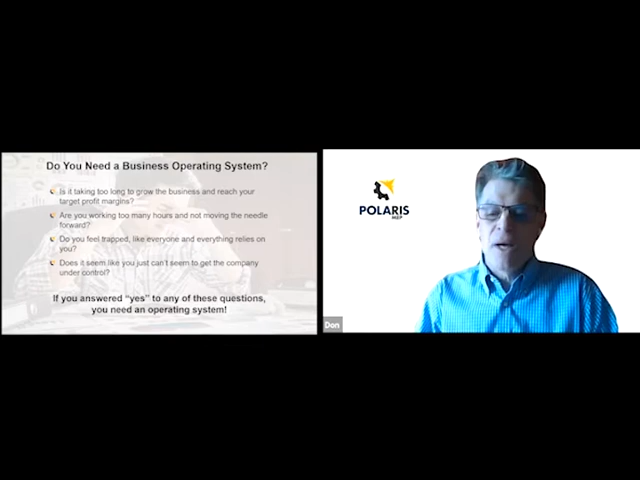 Do You Need a Business Operating System?
Is it taking too long to grow the business and reach your
target profit margins?
Are you working too many hours and not moving the needle
forward?
Do you feel trapped, like everyone and everything relies on
you?
Does it seem like you just can't seem to get the company
under control?
If you answered “yes” to any of these questions,
you need an operating system!
POLARIS
MEP
Don